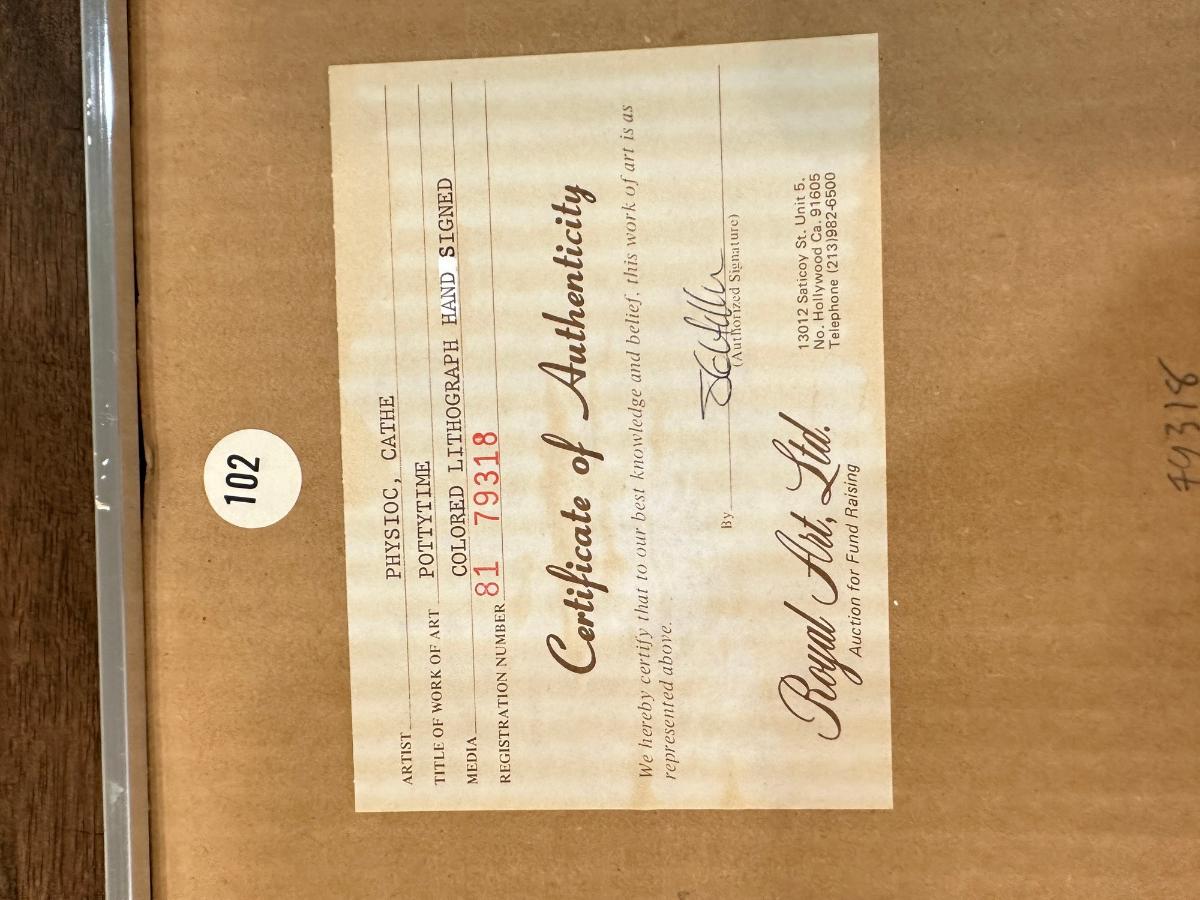 102
ARTIST PHYSIOC, CATHE
TITLE OF WORK OF ART POTTYTIME
MEDIA COLORED LITHOGRAPH HAND SIGNED
REGISTRATION NUMBER 81 79318
Certificate of Authenticity
We hereby certify that to our best knowledge and belief, this work of art is as
represented above.
By
(Authorized Signature)
Royal Art, Ltd.
Auction for Fund Raising
13012 Saticoy St. Unit 5.
No. Hollywood Ca. 91605
Telephone (213)982-6500
79318